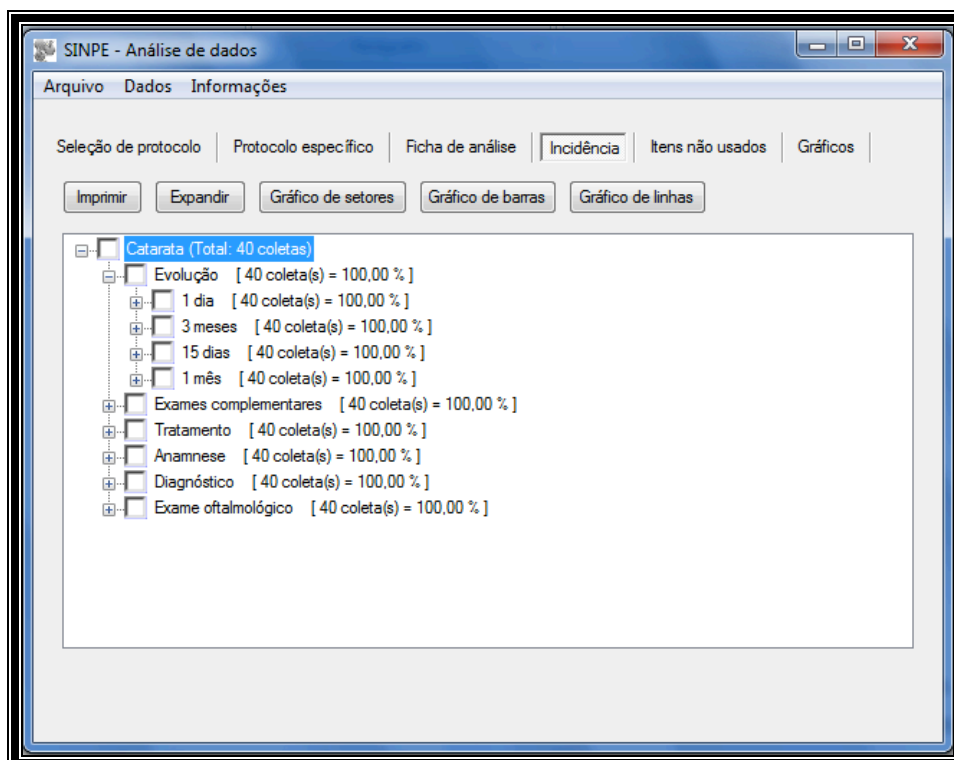 SINPE - Análise de dados
Arquivo Dados Informações
Seleção de protocolo Protocolo específico Ficha de análise Incidência Itens não usados Gráficos
Imprimir Expandir Gráfico de setores Gráfico de barras Gráfico de linhas
Catarata (Total: 40 coletas)
Evolução [ 40 coleta(s) = 100,00 % ]
1 dia [ 40 coleta(s) = 100,00 % ]
3 meses [ 40 coleta(s) = 100,00 % ]
15 dias [ 40 coleta(s) = 100,00 % ]
1 mês [ 40 coleta(s) = 100,00 % ]
Exames complementares [ 40 coleta(s) = 100,00 % ]
Tratamento [ 40 coleta(s) = 100,00 % ]
Anamnese [ 40 coleta(s) = 100,00 % ]
Diagnóstico [ 40 coleta(s) = 100,00 % ]
Exame oftalmológico [ 40 coleta(s) = 100,00 % ]